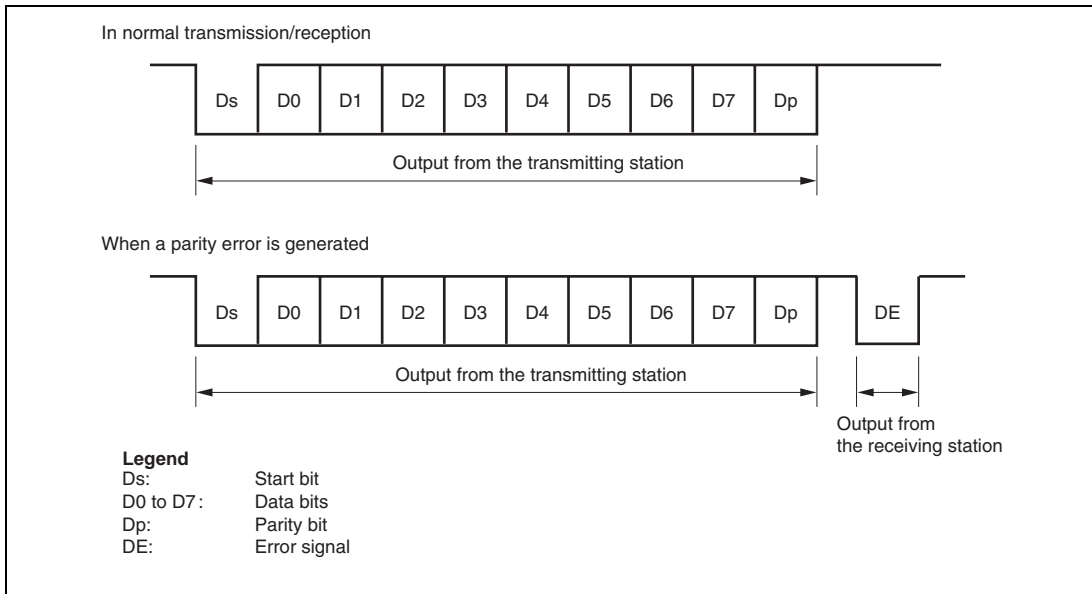 In normal transmission/reception
Ds D0 D1 D2 D3 D4 D5 D6 D7 Dp
Output from the transmitting station
When a parity error is generated
Ds D0 D1 D2 D3 D4 D5 D6 D7 Dp DE
Output from the transmitting station
Output from
the receiving station
Legend
Ds: Start bit
D0 to D7 : Data bits
Dp: Parity bit
DE: Error signal